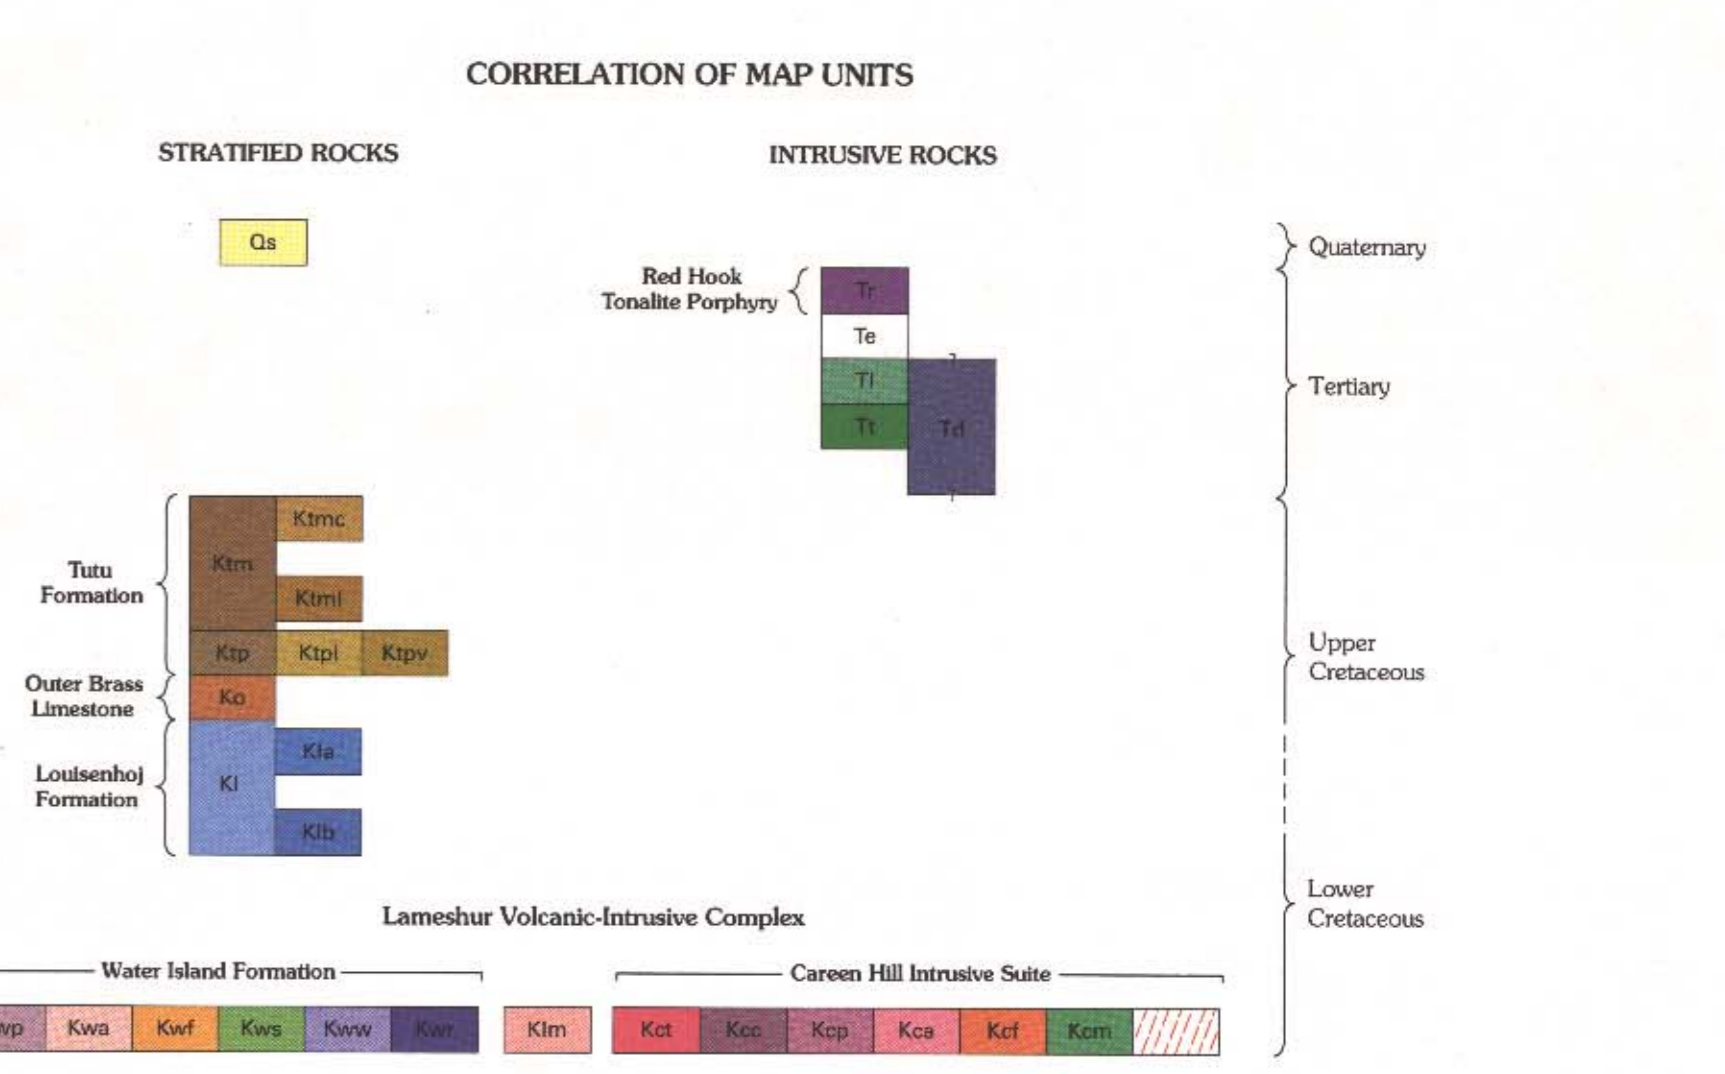 CORRELATION OF MAP UNITS
STRATIFIED ROCKS
INTRUSIVE ROCKS
Qs
Quaternary
Red Hook
Tonalite Porphyry
Tr
Te
Tl
Tt
Td
?
?
Tertiary
Tutu
Formation
Ktm
Ktmc
Ktml
Ktp
Ktpl
Ktpv
Outer Brass
Limestone
Ko
Upper
Cretaceous
Louisenhoj
Formation
Kl
Kla
Klb
Lower
Cretaceous
Lameshur Volcanic-Intrusive Complex
Water Island Formation
Careen Hill Intrusive Suite
wp
Kwa
Kwf
Kws
Kww
Kwr
Klm
Kct
Kcc
Kcp
Kca
Kcf
Kcm